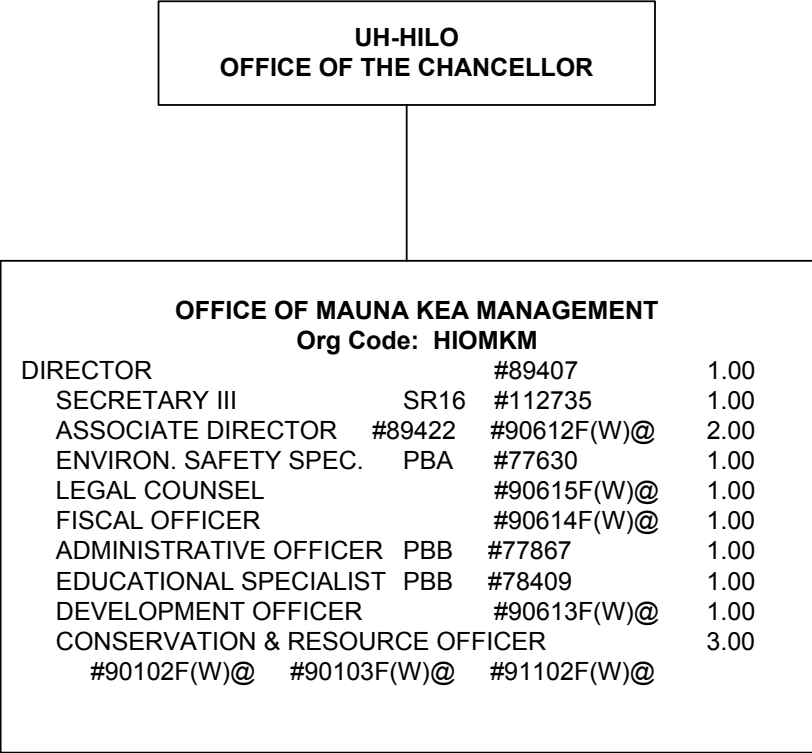 UH-HILO
OFFICE OF THE CHANCELLOR
OFFICE OF MAUNA KEA MANAGEMENT
Org Code: HIOMKM
DIRECTOR #89407 1.00
SECRETARY III SR16 #112735 1.00
ASSOCIATE DIRECTOR #89422 #90612F(W)@ 2.00
ENVIRON. SAFETY SPEC. PBA #77630 1.00
LEGAL COUNSEL #90615F(W)@ 1.00
FISCAL OFFICER #90614F(W)@ 1.00
ADMINISTRATIVE OFFICER PBB #77867 1.00
EDUCATIONAL SPECIALIST PBB #78409 1.00
DEVELOPMENT OFFICER #90613F(W)@ 1.00
CONSERVATION & RESOURCE OFFICER 3.00
#90102F(W)@ #90103F(W)@ #91102F(W)@